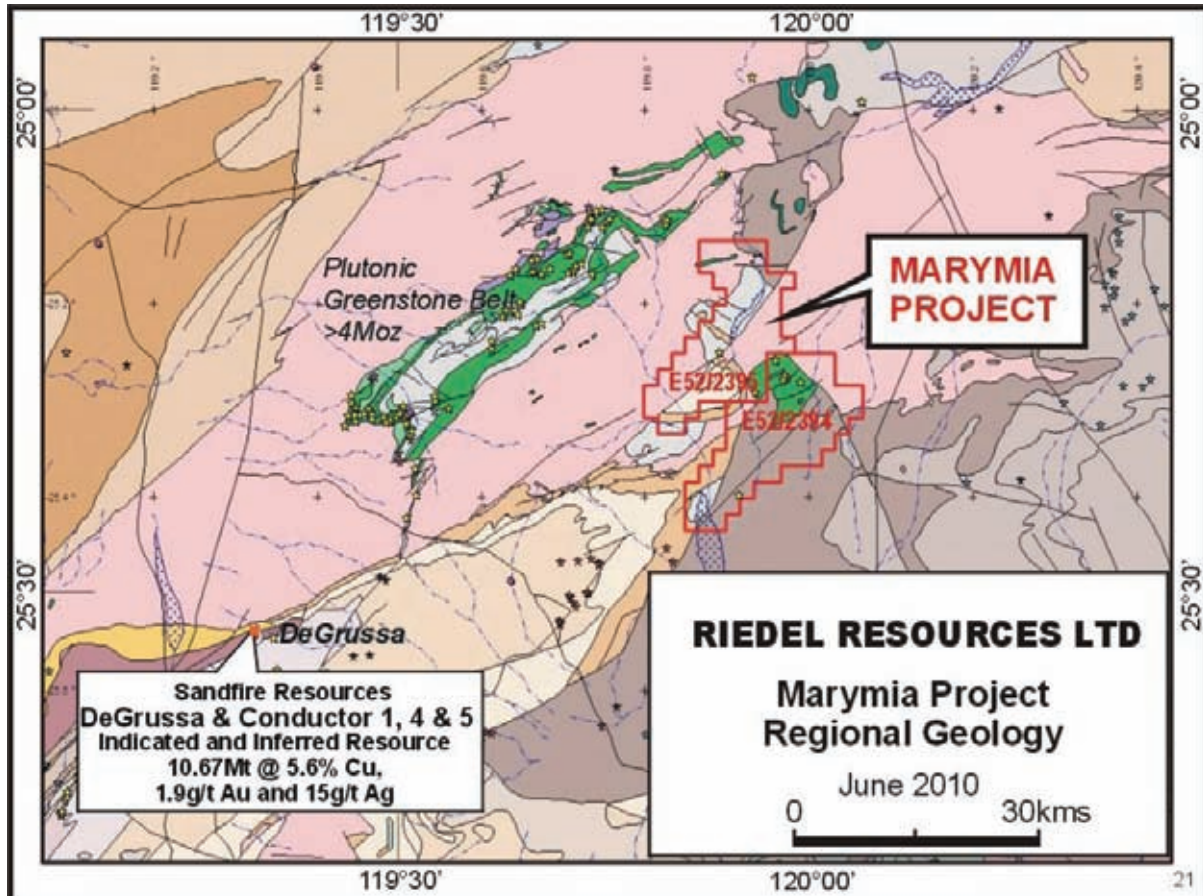 119°30'
120°00'
25°00'
25°00'
Plutonic
Greenstone Belt
>4Moz
MARYMIA
PROJECT
E52/2395
E52/2394
25°30'
25°30'
DeGrussa
Sandfire Resources
DeGrussa & Conductor 1, 4 & 5
Indicated and Inferred Resource
10.67Mt @ 5.6% Cu,
1.9g/t Au and 15g/t Ag
RIEDEL RESOURCES LTD
Marymia Project
Regional Geology
June 2010
0 30kms
119°30'
120°00'
21